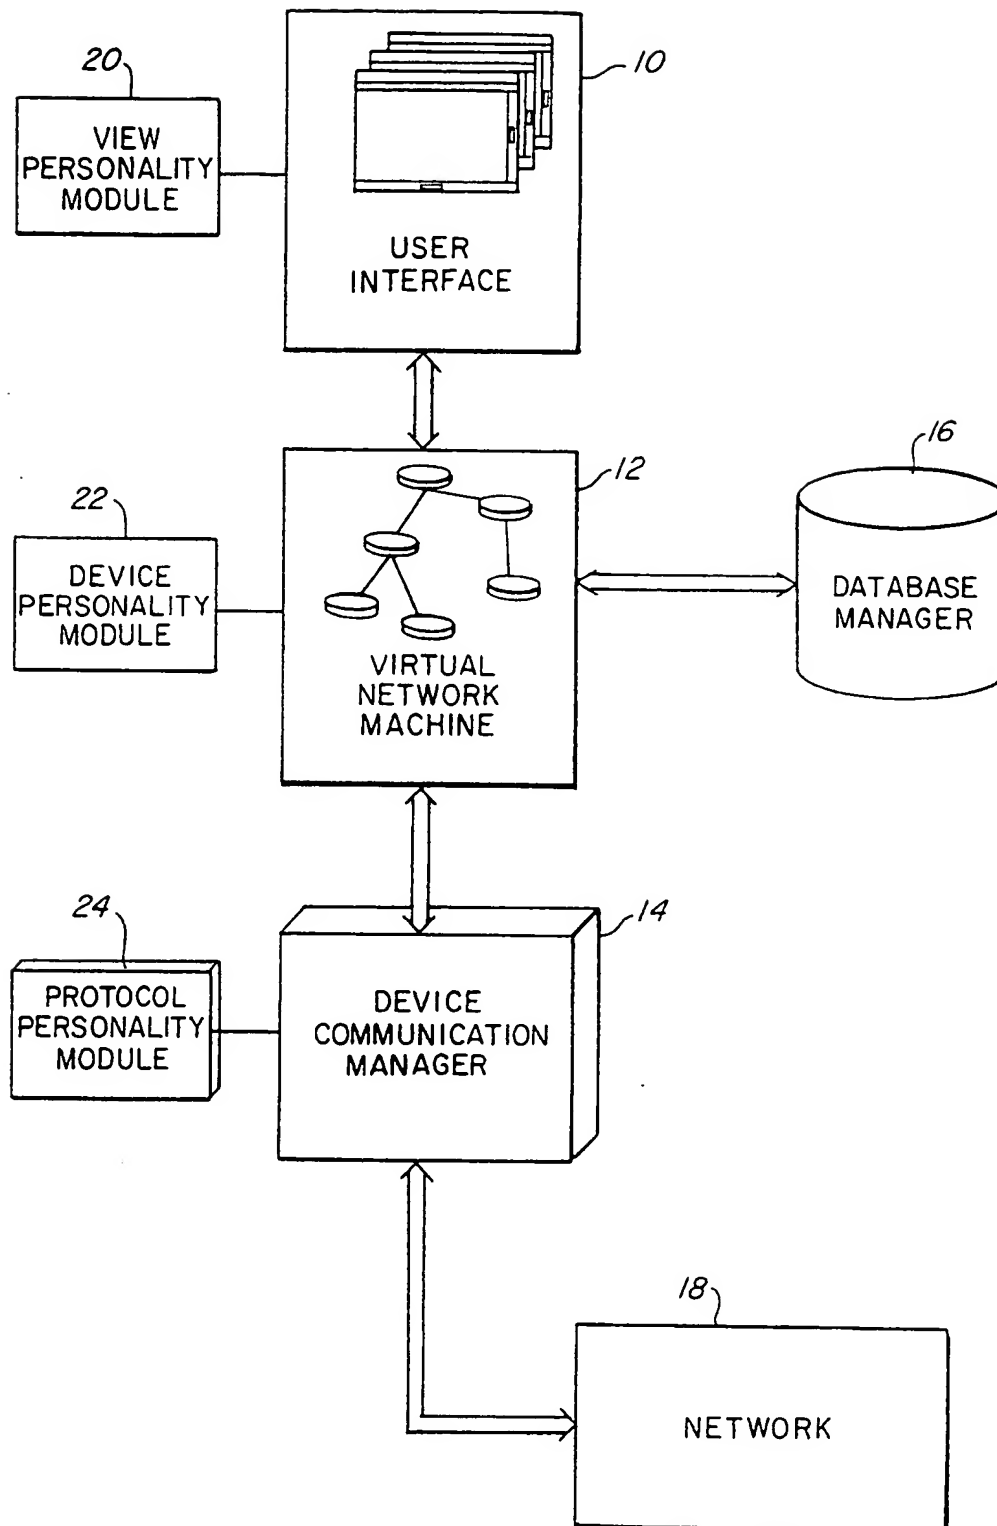 20
10
VIEW
PERSONALITY
MODULE
USER
INTERFACE
22
12
16
DEVICE
PERSONALITY
MODULE
VIRTUAL
NETWORK
MACHINE
DATABASE
MANAGER
24
14
PROTOCOL
PERSONALITY
MODULE
DEVICE
COMMUNICATION
MANAGER
18
NETWORK